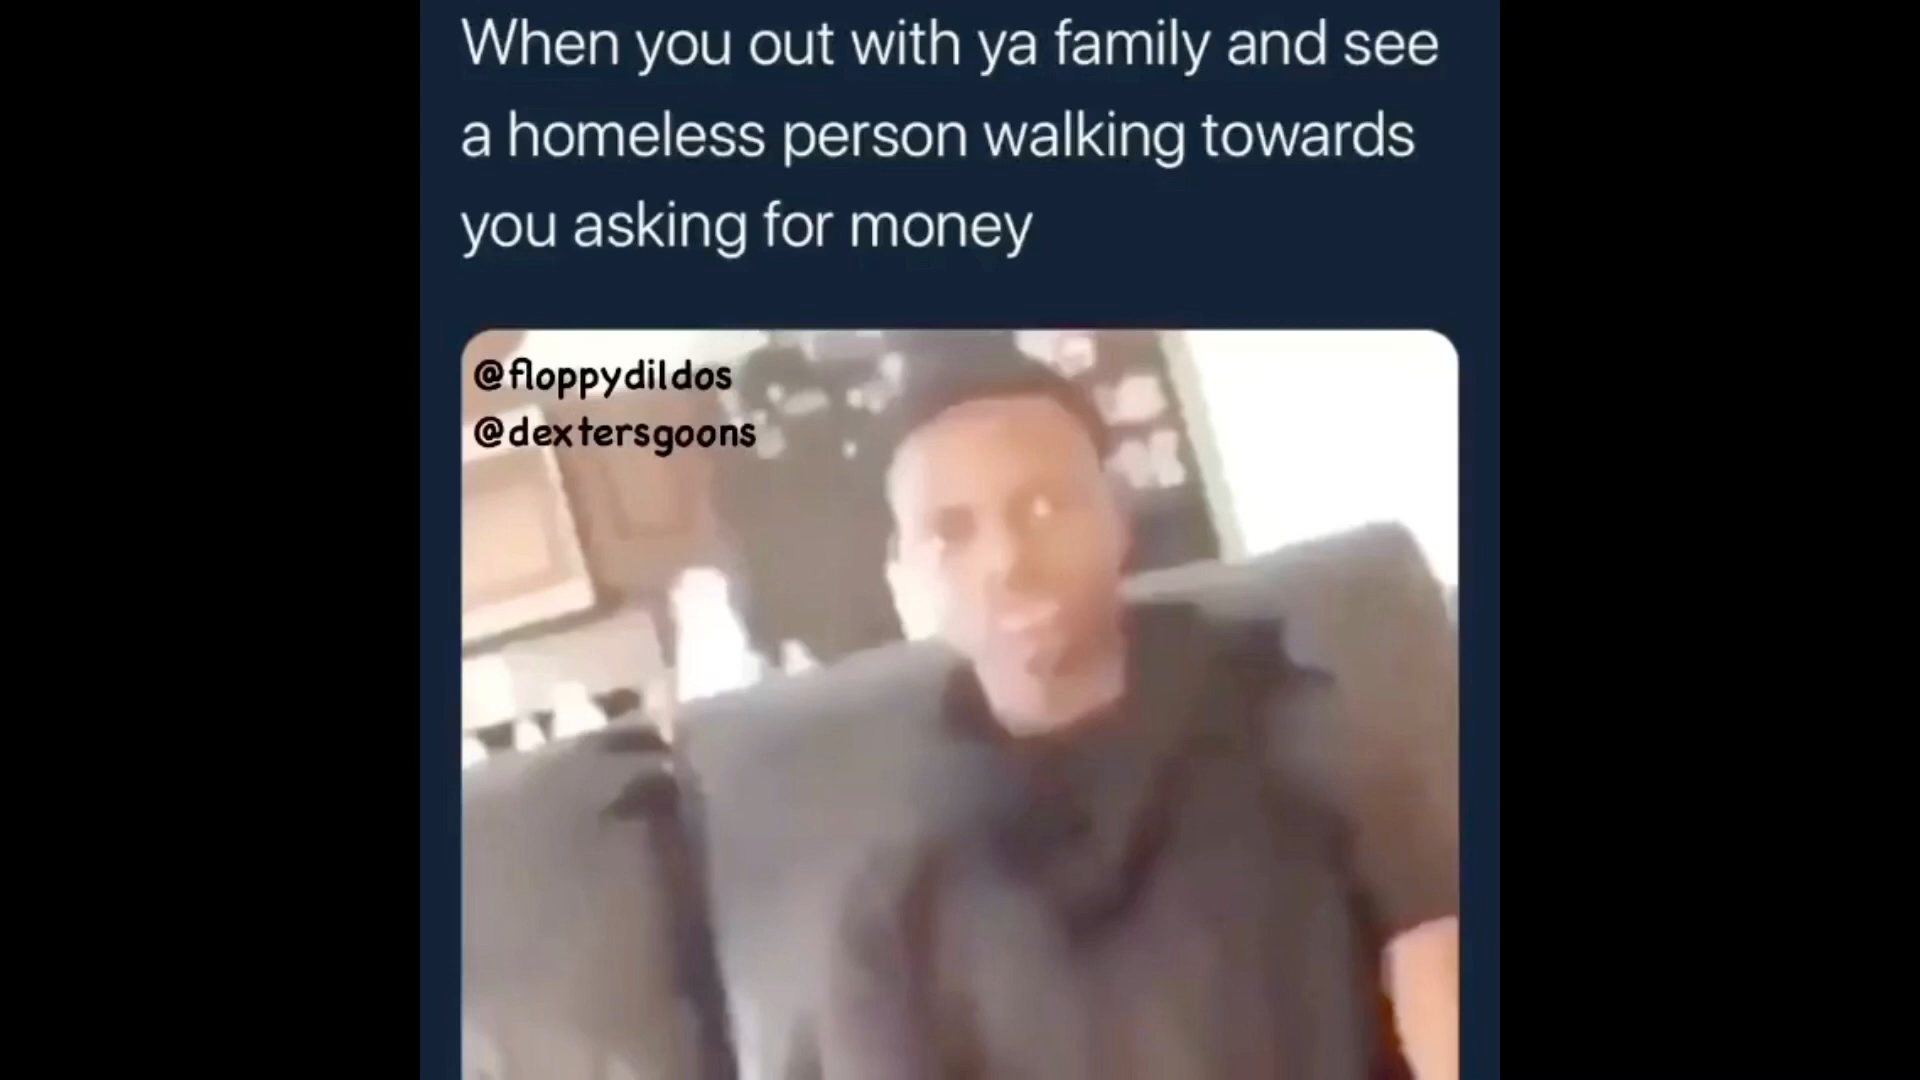 When you out with ya family and see
a homeless person walking towards
you asking for money
@floppydildos
@dextersgoons